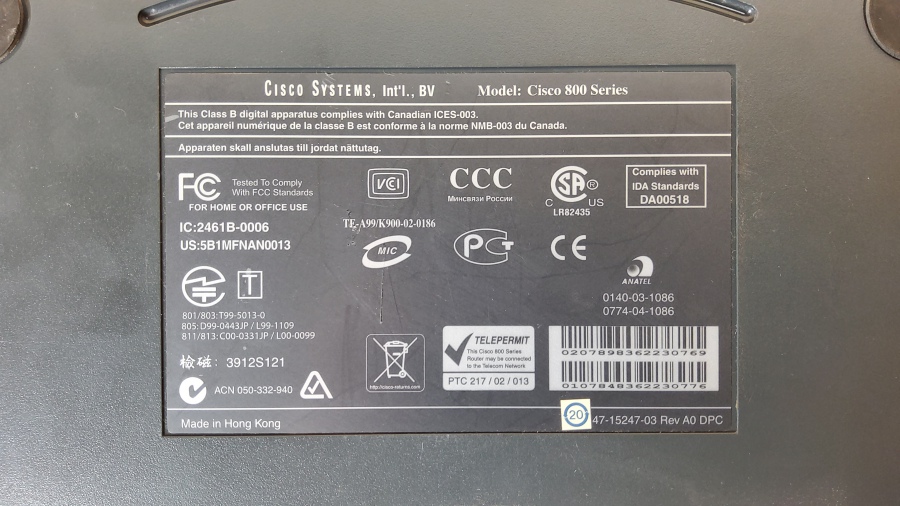 CISCO SYSTEMS, Int'l., BV Model: Cisco 800 Series
This Class B digital apparatus complies with Canadian ICES-003.
Cet appareil numérique de la classe B est conforme à la norme NMB-003 du Canada.
Apparaten skall anslutas till jordat nättutag.
FC Tested To Comply
With FCC Standards
FOR HOME OR OFFICE USE
IC:2461B-0006
US:5B1MFNAN0013
VCI
TE-A99/K900-02-0186
MIC
ССС
Минсвязи России
РСТ
SA ®
C US
LR82435
CE
Complies with
IDA Standards
DA00518
ANATEL
0140-03-1086
0774-04-1086
T
801/803: T99-5013-0
805: D99-0443JP / L99-1109
811/813: C00-0331JP / L00-0099
檢磁: 3912S121
N ACN 050-332-940
http://cisco-returns.com/
TELEPERMIT
This Cisco 800 Series
Router may be connected
to the Telecom Network
PTC 217 / 02 / 013
0207898362230769
0107848362230776
Made in Hong Kong
20 47-15247-03 Rev A0 DPC